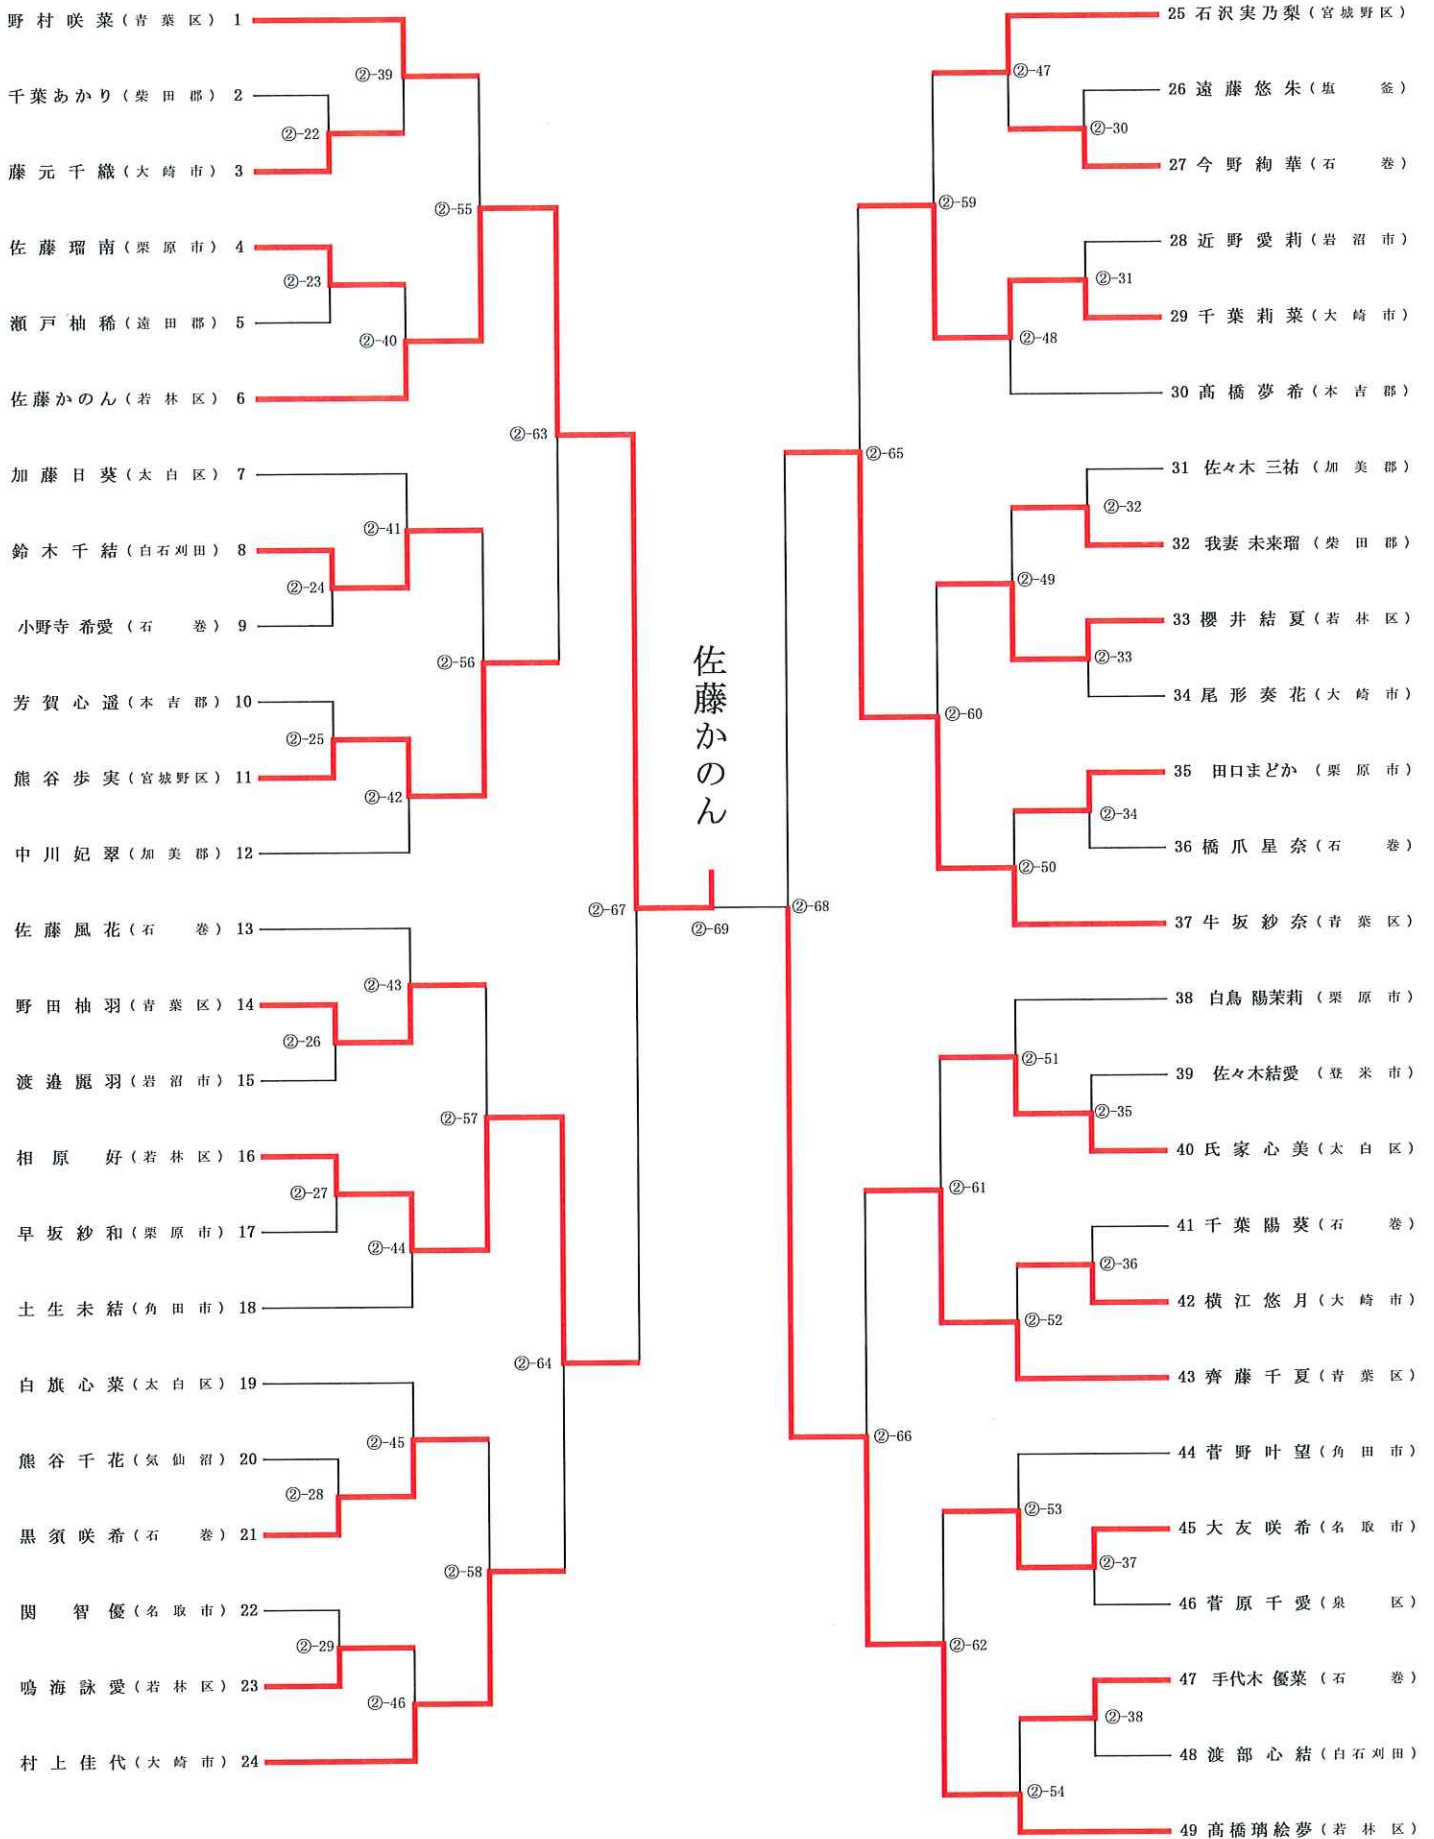 野村咲菜(青葉区) 1
②-39
千葉あかり(柴田郡) 2
②-22
藤元千織(大崎市) 3
②-55
佐藤瑠南(栗原市) 4
②-23
瀬戸柚稀(遠田郡) 5
②-40
佐藤かのん(若林区) 6
②-63
加藤日葵(太白区) 7
②-41
鈴木千結(白石刈田) 8
②-24
小野寺 希愛(石巻) 9
②-56
芳賀心遥(本吉郡) 10
②-25
熊谷歩実(宮城野区) 11
②-42
中川妃翠(加美郡) 12
②-67
佐藤風花(石巻) 13
②-43
野田柚羽(青葉区) 14
②-26
渡邉麗羽(岩沼市) 15
②-57
相原好(若林区) 16
②-27
早坂紗和(栗原市) 17
②-44
土生未結(角田市) 18
②-64
白旗心菜(太白区) 19
②-45
熊谷千花(気仙沼) 20
②-28
黒須咲希(石巻) 21
②-58
関智優(名取市) 22
②-29
鳴海詠愛(若林区) 23
②-46
村上佳代(大崎市) 24
佐藤かのん
②-69
25 石沢実乃梨(宮城野区)
②-47
26 遠藤悠朱(塩釜)
②-30
27 今野絢華(石巻)
②-59
28 近野愛莉(岩沼市)
②-31
29 千葉莉菜(大崎市)
②-48
30 髙橋夢希(本吉郡)
②-65
31 佐々木 三祐(加美郡)
②-32
32 我妻 未来瑠(柴田郡)
②-49
33 櫻井結夏(若林区)
②-33
34 尾形奏花(大崎市)
②-60
35 田口まどか(栗原市)
②-34
36 橋爪星奈(石巻)
②-50
37 牛坂紗奈(青葉区)
②-68
38 白鳥 陽茉莉(栗原市)
②-51
39 佐々木結愛(登米市)
②-35
40 氏家心美(太白区)
②-61
41 千葉陽葵(石巻)
②-36
42 横江悠月(大崎市)
②-52
43 齊藤千夏(青葉区)
②-66
44 菅野叶望(角田市)
②-53
45 大友咲希(名取市)
②-37
46 菅原千愛(泉区)
②-62
47 手代木 優菜(石巻)
②-38
48 渡部心結(白石刈田)
②-54
49 髙橋璃絵夢(若林区)